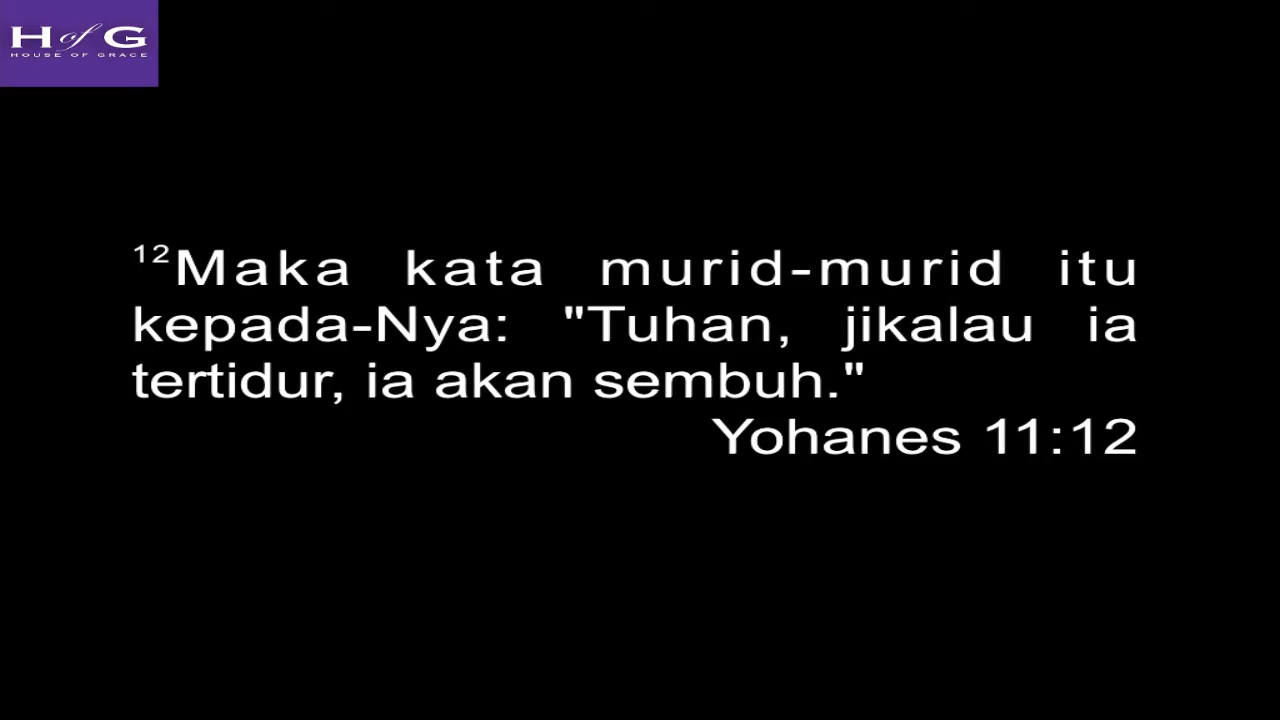 H of G
HOUSE OF GRACE
¹²Maka kata murid-murid itu
kepada-Nya: "Tuhan, jikalau ia
tertidur, ia akan sembuh."
Yohanes 11:12